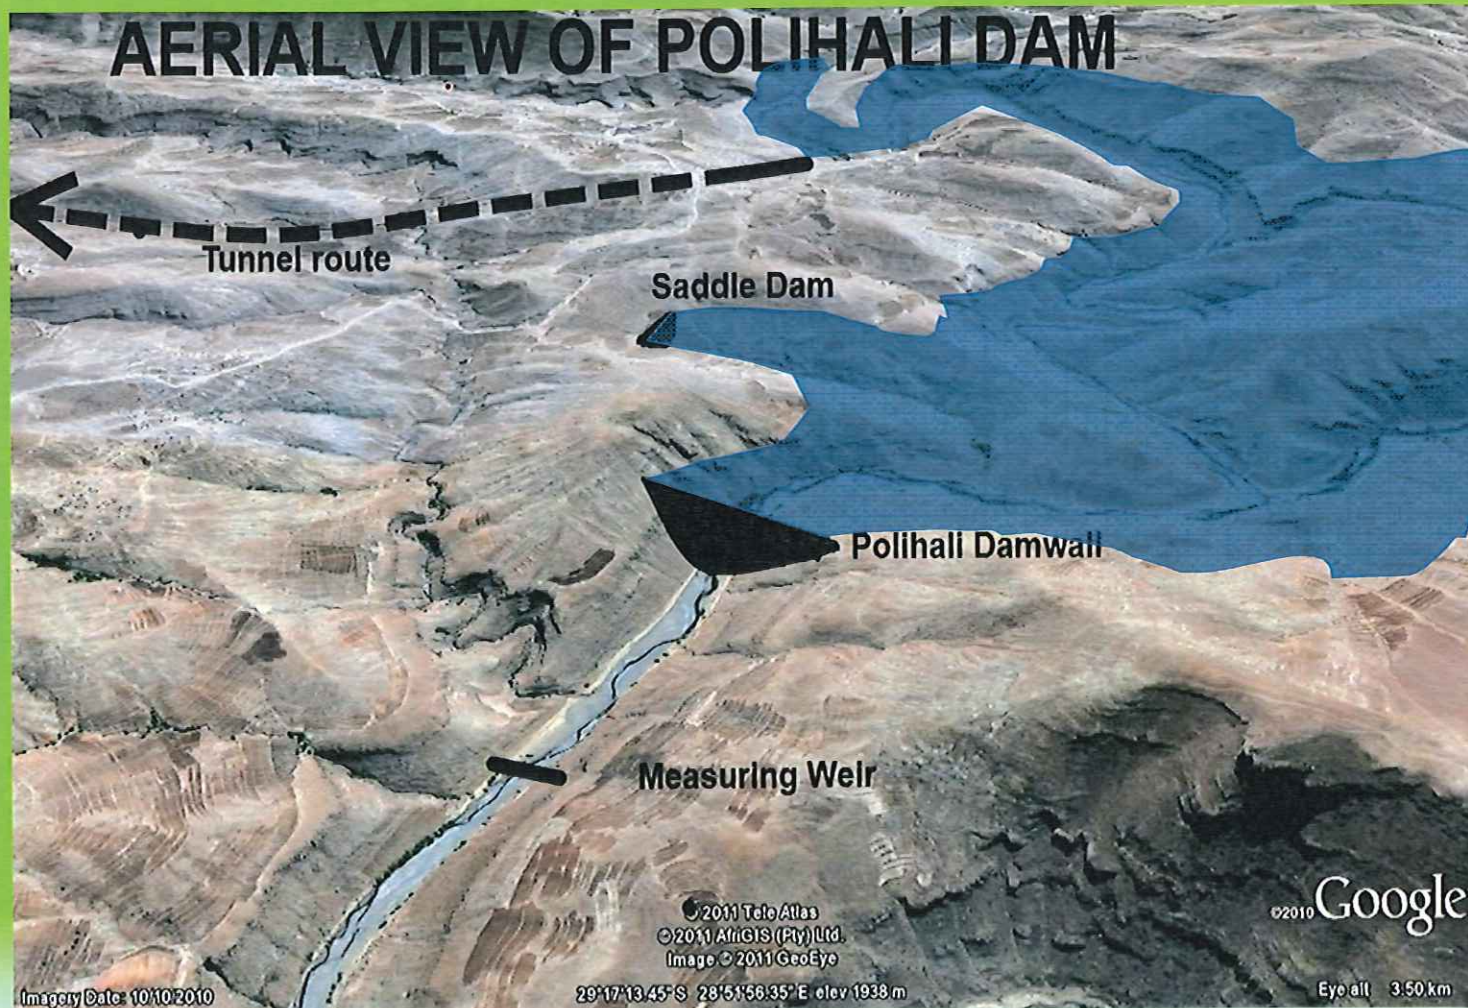 AERIAL VIEW OF POLIHALI DAM
Tunnel route
Saddle Dam
Polihali Damwall
Measuring Weir
©2010 Google
© 2011 Tele Atlas
© 2011 AfriGIS (Pty) Ltd.
Image © 2011 GeoEye
Imagery Date: 10/10/2010
29°17'13.45" S 28°51'56.35" E elev 1938 m
Eye alt 3.50 km